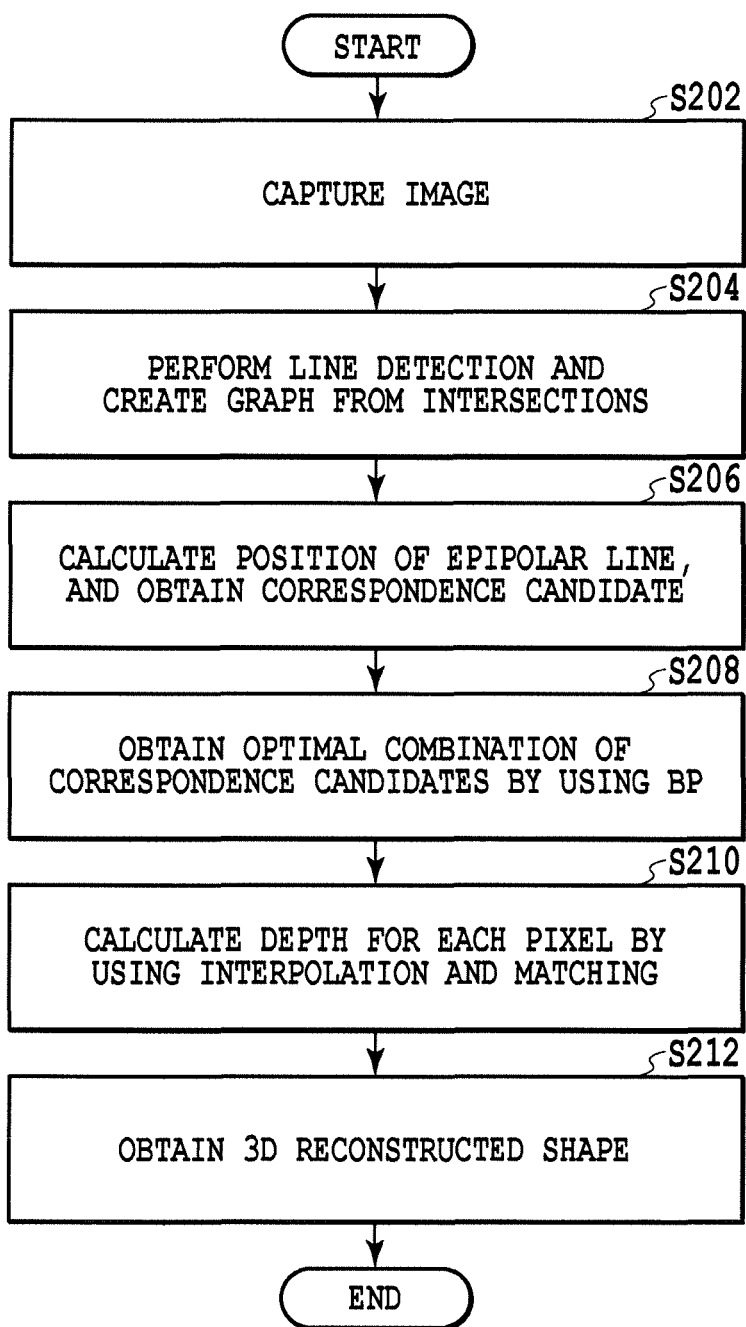 START
S202
CAPTURE IMAGE
S204
PERFORM LINE DETECTION AND
CREATE GRAPH FROM INTERSECTIONS
S206
CALCULATE POSITION OF EPIPOLAR LINE,
AND OBTAIN CORRESPONDENCE CANDIDATE
S208
OBTAIN OPTIMAL COMBINATION OF
CORRESPONDENCE CANDIDATES BY USING BP
S210
CALCULATE DEPTH FOR EACH PIXEL BY
USING INTERPOLATION AND MATCHING
S212
OBTAIN 3D RECONSTRUCTED SHAPE
END